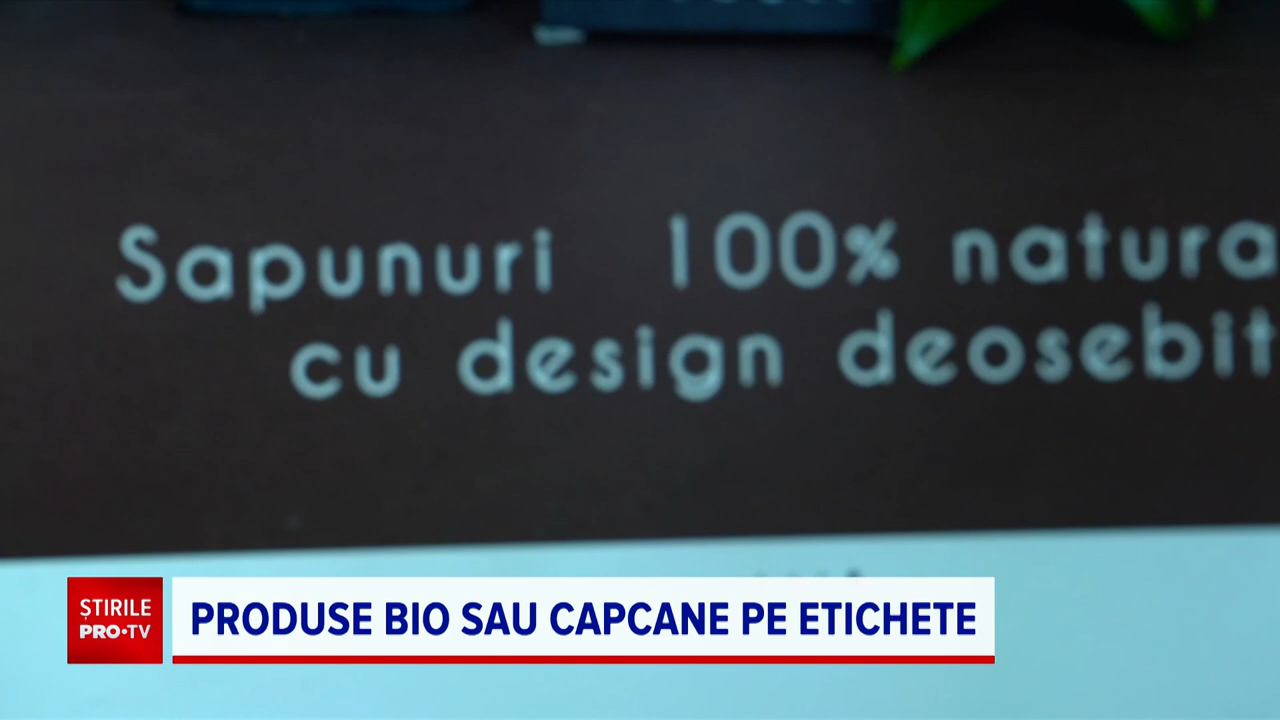 Sapunuri 100% natura
cu design deosebit
ȘTIRILE
PRO•TV
PRODUSE BIO SAU CAPCANE PE ETICHETE